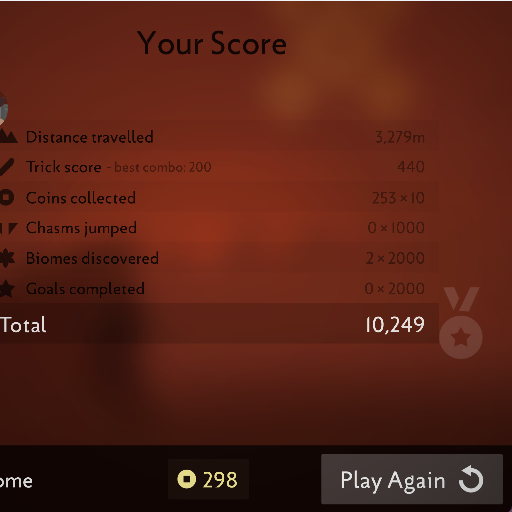 Your Score
Distance travelled 3,279m
Trick score - best combo: 200 440
Coins collected 253 × 10
Chasms jumped 0 × 1000
Biomes discovered 2 × 2000
Goals completed 0 × 2000
Total 10,249
ome 298 Play Again